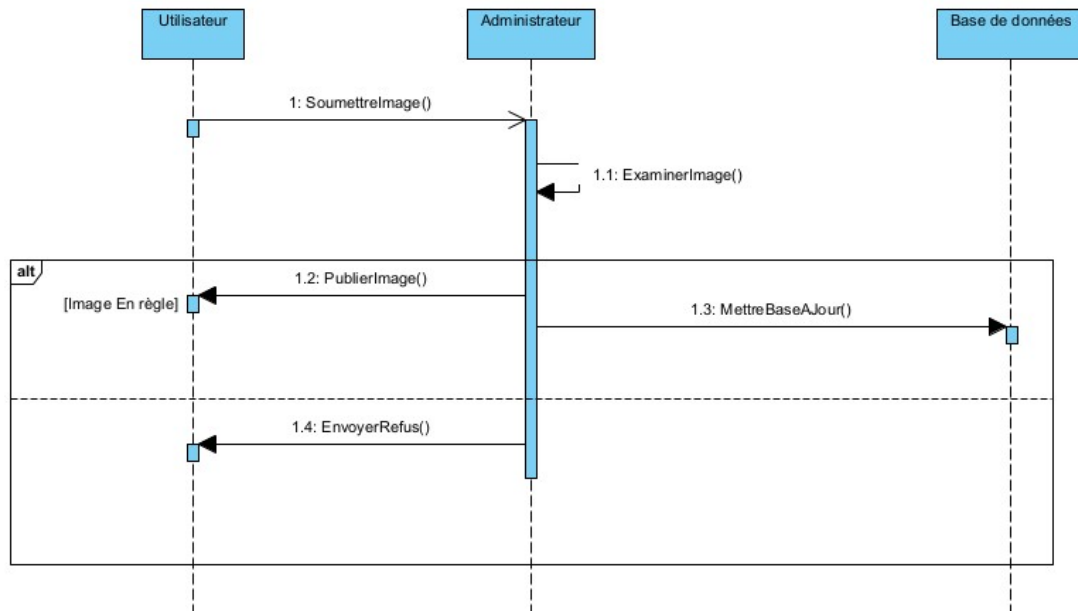 Utilisateur
Administrateur
Base de données
1: SoumettreImage()
1.1: ExaminerImage()
alt
1.2: PublierImage()
[Image En règle]
1.3: MettreBaseAJour()
1.4: EnvoyerRefus()